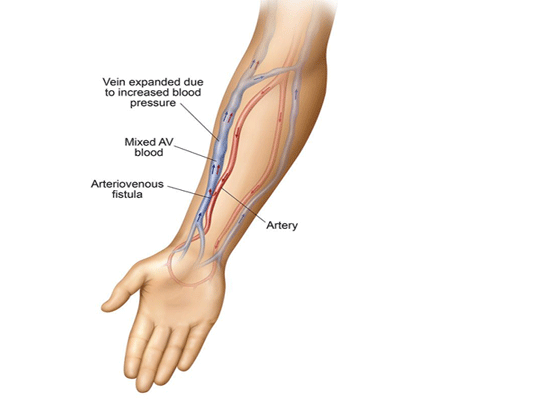 Vein expanded due
to increased blood
pressure
Mixed AV
blood
Arteriovenous
fistula
Artery